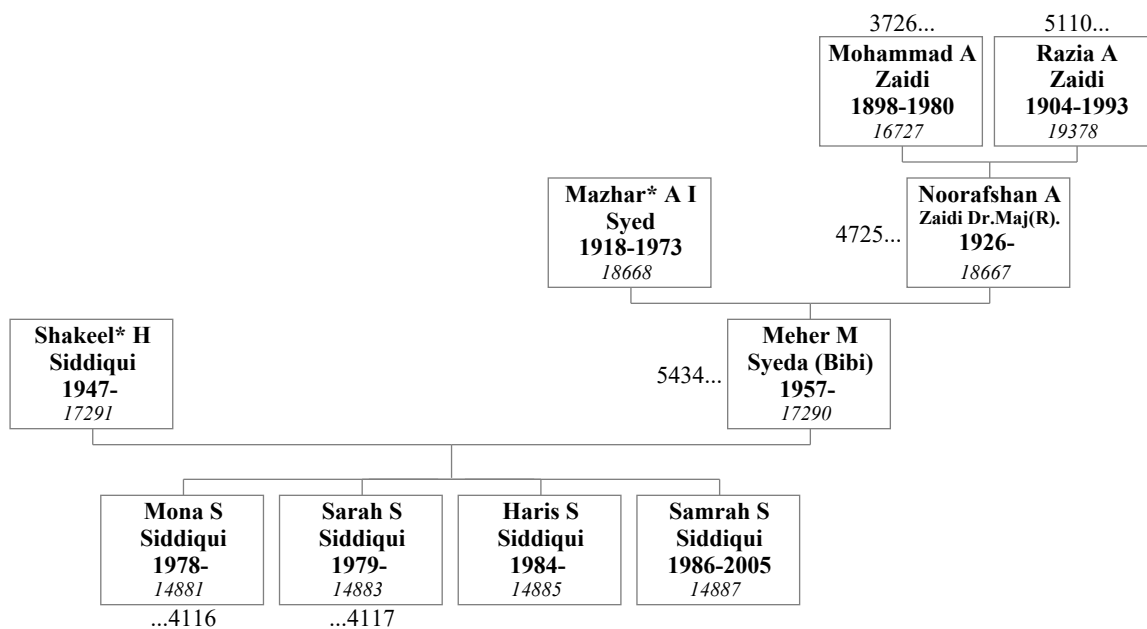 3726...
5110...
Mohammad A
Zaidi
1898-1980
16727
Razia A
Zaidi
1904-1993
19378
Mazhar* A I
Syed
1918-1973
18668
4725...
Noorafshan A
Zaidi Dr.Maj(R).
1926-
18667
Shakeel* H
Siddiqui
1947-
17291
5434...
Meher M
Syeda (Bibi)
1957-
17290
Mona S
Siddiqui
1978-
14881
...4116
Sarah S
Siddiqui
1979-
14883
...4117
Haris S
Siddiqui
1984-
14885
Samrah S
Siddiqui
1986-2005
14887